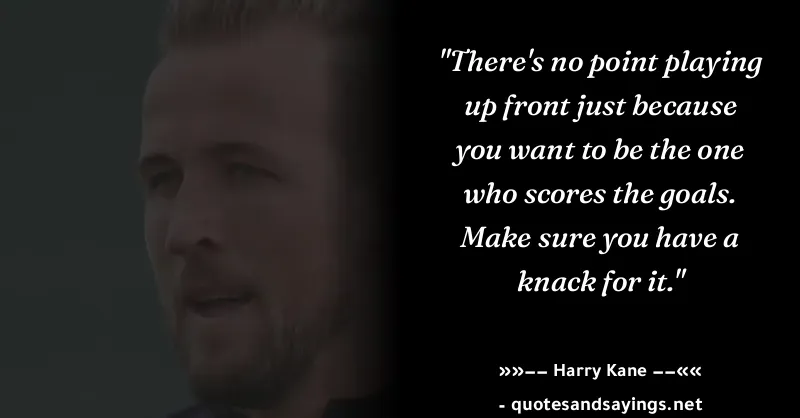 "There's no point playing
up front just because
you want to be the one
who scores the goals.
Make sure you have a
knack for it."
»»−− Harry Kane −−««
- quotesandsayings.net